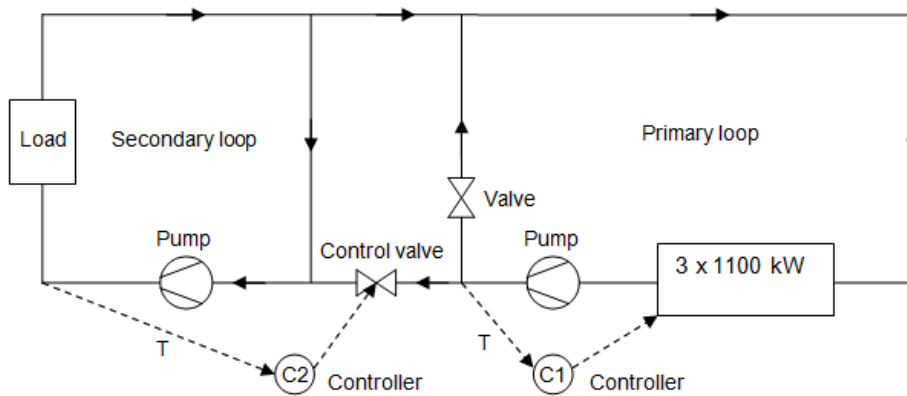 Load
Secondary loop
Primary loop
Valve
Pump
Control valve
Pump
3 x 1100 kW
T
T
C2
Controller
C1
Controller